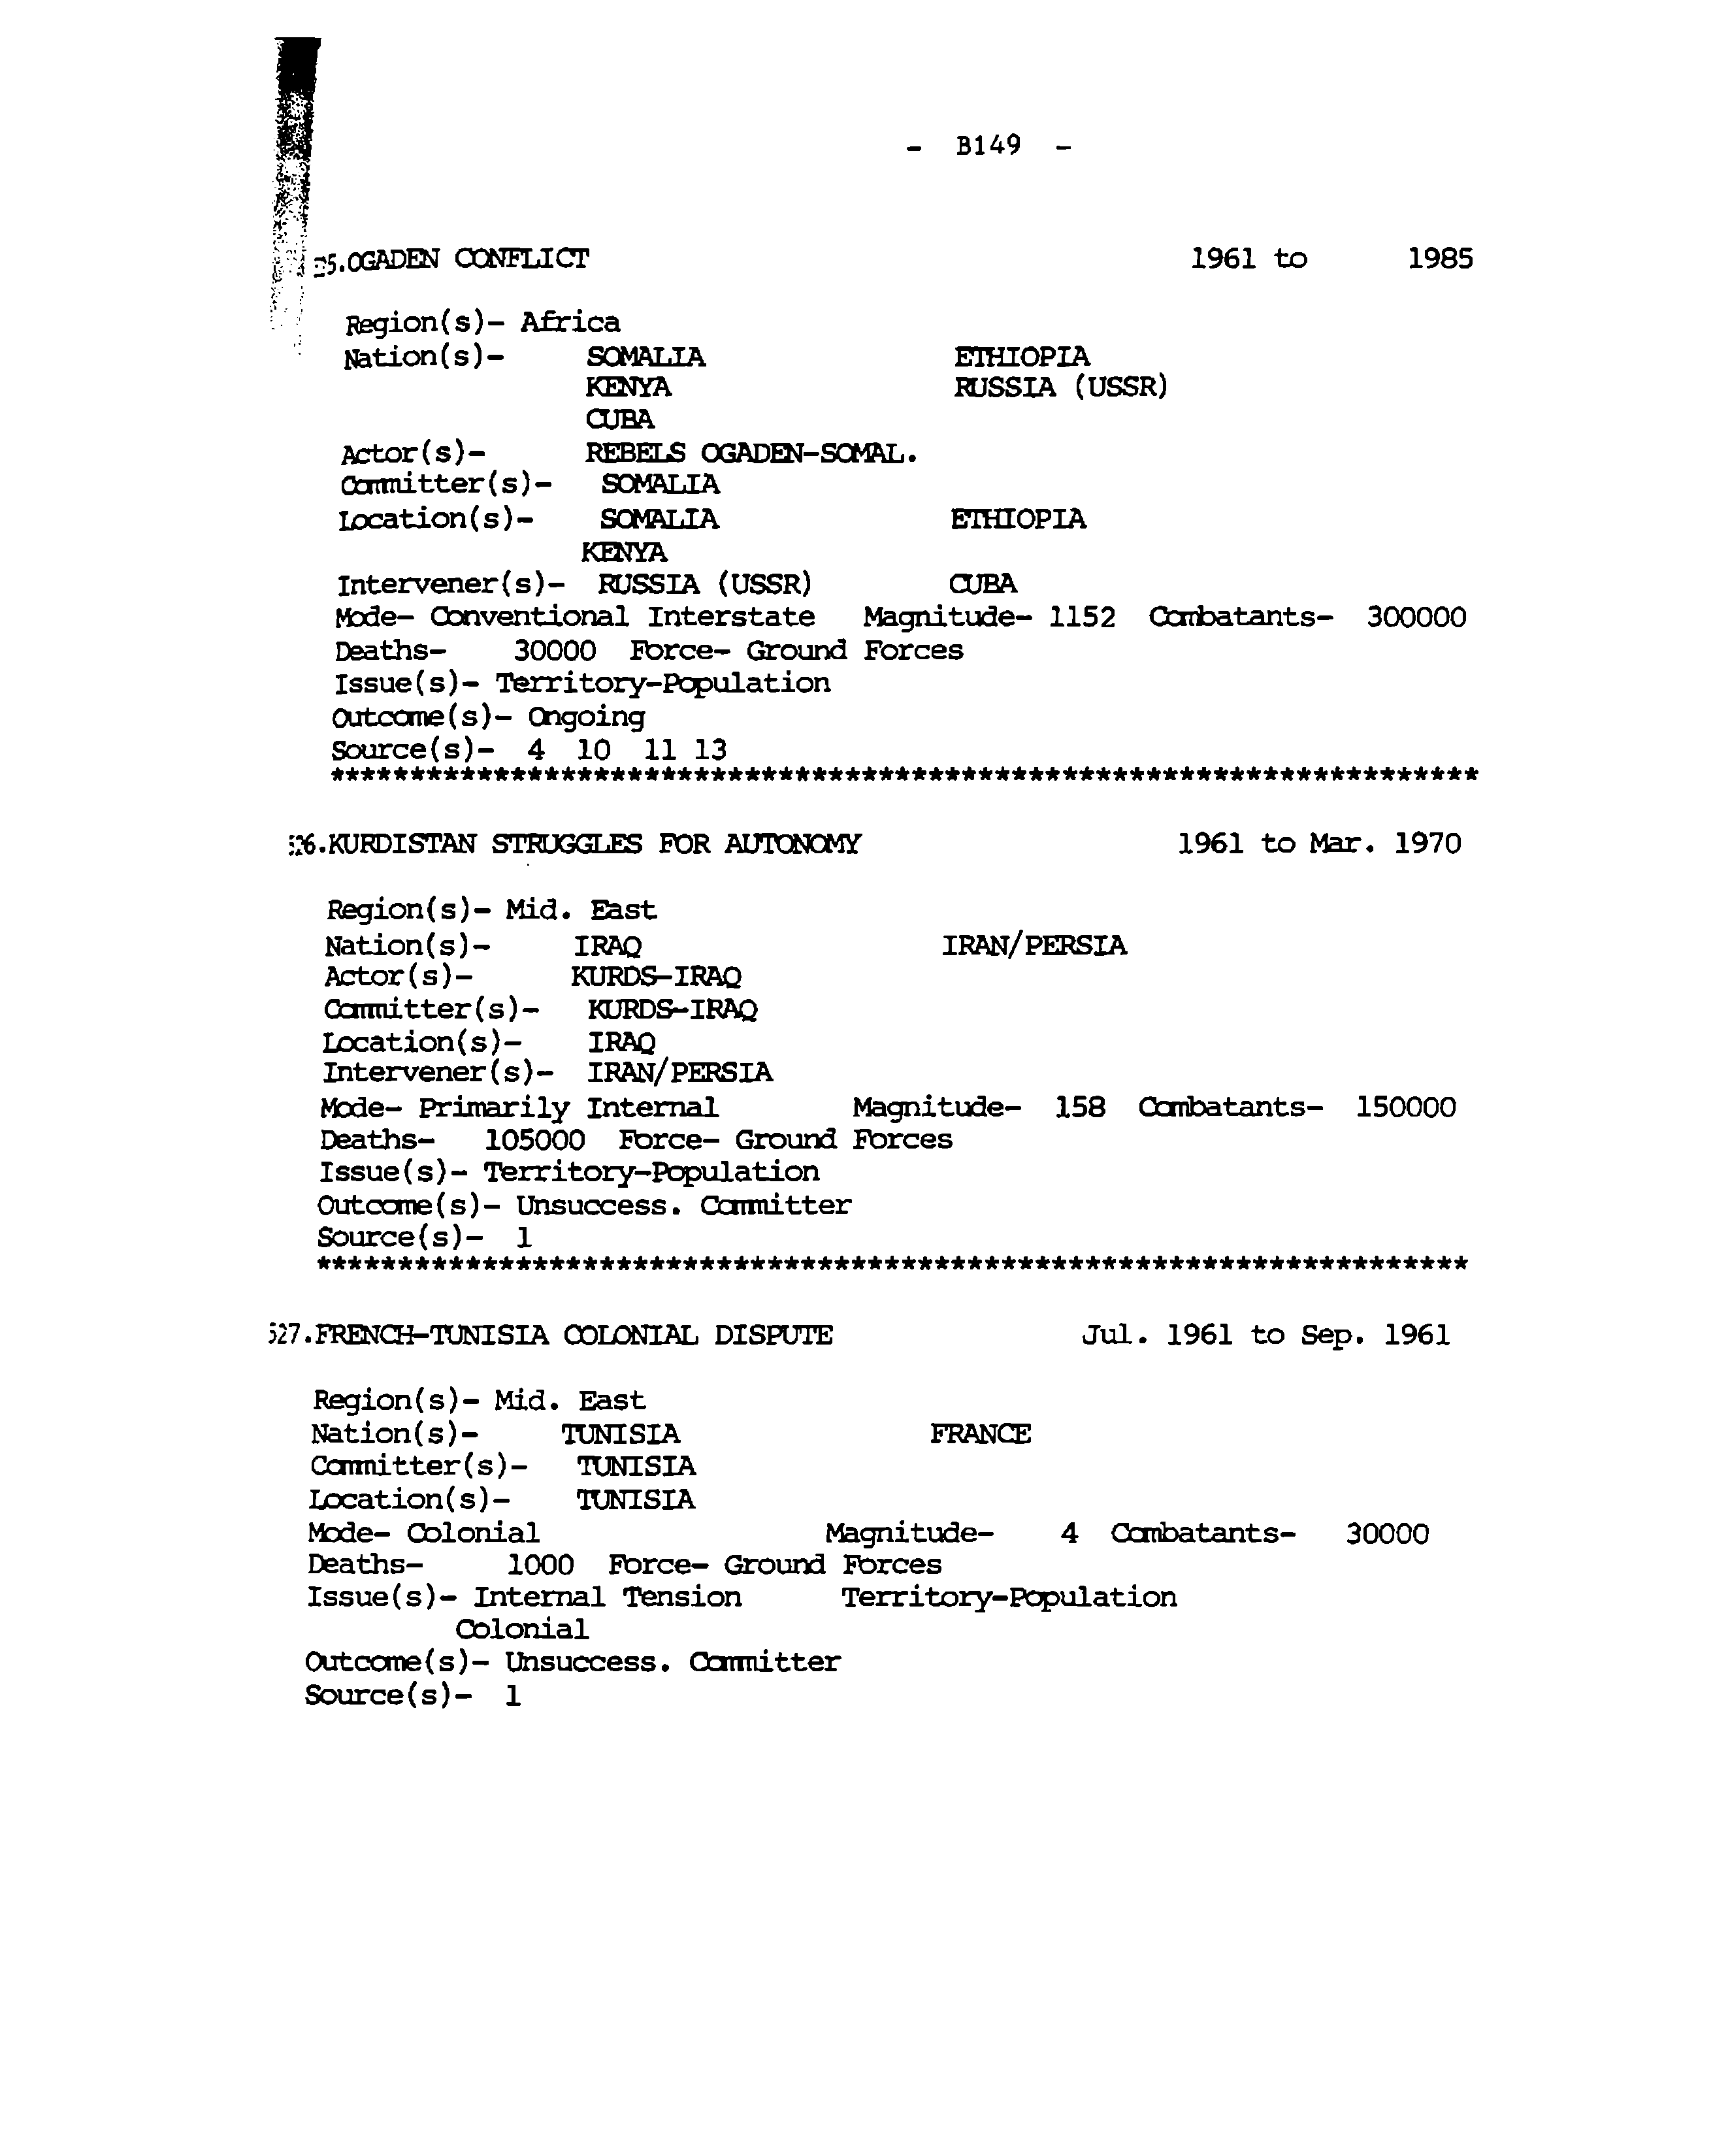 - B149 -
25.OGADEN CONFLICT 1961 to 1985
Region(s)- Africa
Nation(s)- SOMALIA ETHIOPIA
KENYA RUSSIA (USSR)
CUBA
Actor(s)- REBELS OGADEN-SOMAL.
Committer(s)- SOMALIA
Location(s)- SOMALIA ETHIOPIA
KENYA
Intervener(s)- RUSSIA (USSR) CUBA
Mode- Conventional Interstate Magnitude- 1152 Combatants- 300000
Deaths- 30000 Force- Ground Forces
Issue(s)- Territory-Population
Outcome(s)- Ongoing
Source(s)- 4 10 11 13
*********************************************************************
526.KURDISTAN STRUGGLES FOR AUTONOMY 1961 to Mar. 1970
Region(s)- Mid. East
Nation(s)- IRAQ IRAN/PERSIA
Actor(s)- KURDS-IRAQ
Committer(s)- KURDS-IRAQ
Location(s)- IRAQ
Intervener(s)- IRAN/PERSIA
Mode- Primarily Internal Magnitude- 158 Combatants- 150000
Deaths- 105000 Force- Ground Forces
Issue(s)- Territory-Population
Outcome(s)- Unsuccess. Committer
Source(s)- 1
*********************************************************************
527.FRENCH-TUNISIA COLONIAL DISPUTE Jul. 1961 to Sep. 1961
Region(s)- Mid. East
Nation(s)- TUNISIA FRANCE
Committer(s)- TUNISIA
Location(s)- TUNISIA
Mode- Colonial Magnitude- 4 Combatants- 30000
Deaths- 1000 Force- Ground Forces
Issue(s)- Internal Tension Territory-Population
Colonial
Outcome(s)- Unsuccess. Committer
Source(s)- 1